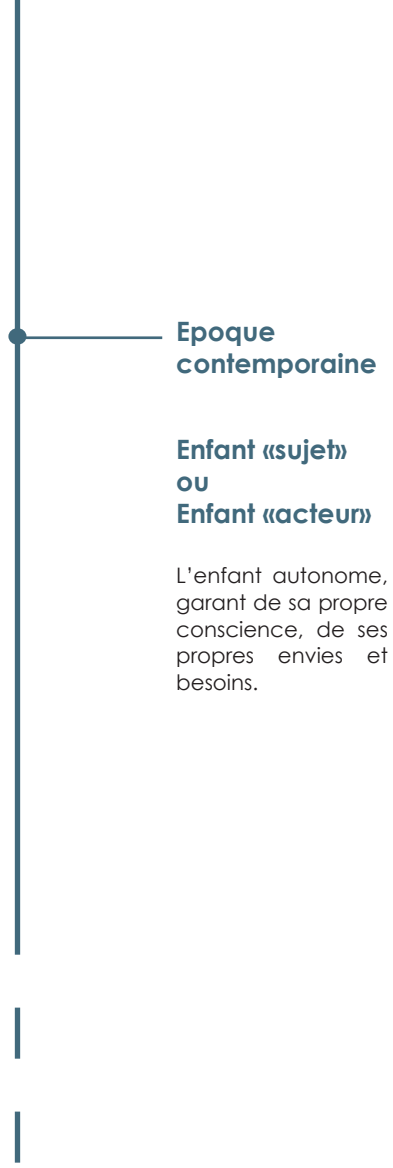 Epoque
contemporaine
Enfant «sujet»
ou
Enfant «acteur»
L’enfant autonome,
garant de sa propre
conscience, de ses
propres envies et
besoins.